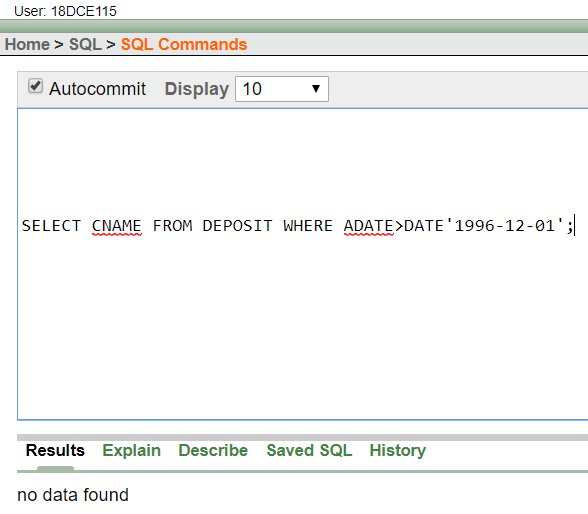 User: 18DCE115
Home > SQL > SQL Commands
Autocommit Display 10
SELECT CNAME FROM DEPOSIT WHERE ADATE>DATE'1996-12-01';
Results Explain Describe Saved SQL History
no data found